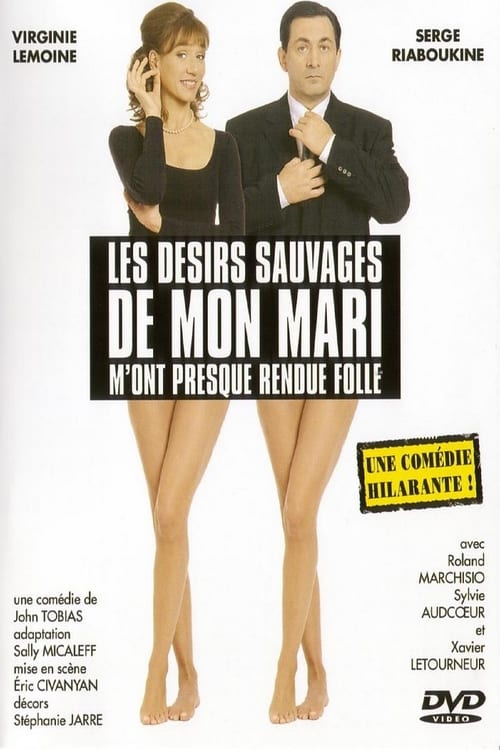 VIRGINIE
LEMOINE
SERGE
RIABOUKINE
LES DESIRS SAUVAGES
DE MON MARI
M'ONT PRESQUE RENDUE FOLLE
UNE COMÉDIE
HILARANTE !
avec
Roland
MARCHISIO
Sylvie
AUDCŒUR
et
Xavier
LETOURNEUR
une comédie de
John TOBIAS
adaptation
Sally MICALEFF
mise en scène
Éric CIVANYAN
décors
Stéphanie JARRE
DVD
VIDEO